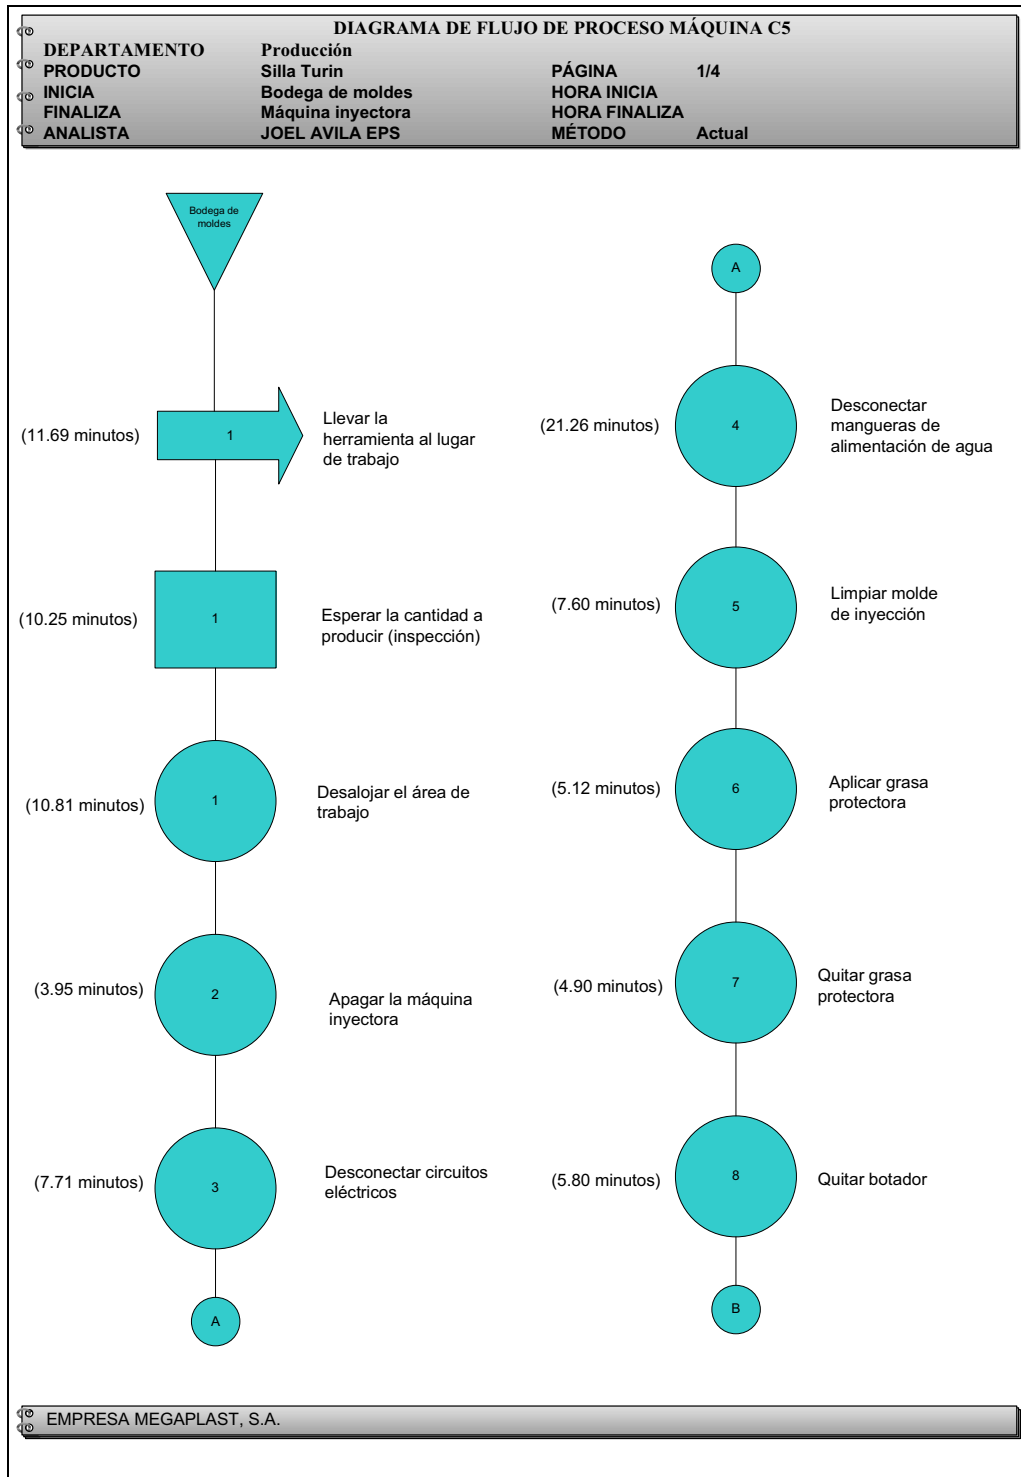 DIAGRAMA DE FLUJO DE PROCESO MÁQUINA C5
DEPARTAMENTO Producción
PRODUCTO Silla Turin PÁGINA 1/4
INICIA Bodega de moldes HORA INICIA
FINALIZA Máquina inyectora HORA FINALIZA
ANALISTA JOEL AVILA EPS MÉTODO Actual
Bodega de
moldes
(11.69 minutos)
1
Llevar la
herramienta al lugar
de trabajo
(10.25 minutos)
1
Esperar la cantidad a
producir (inspección)
(10.81 minutos)
1
Desalojar el área de
trabajo
(3.95 minutos)
2
Apagar la máquina
inyectora
(7.71 minutos)
3
Desconectar circuitos
eléctricos
A
A
(21.26 minutos)
4
Desconectar
mangueras de
alimentación de agua
(7.60 minutos)
5
Limpiar molde
de inyección
(5.12 minutos)
6
Aplicar grasa
protectora
(4.90 minutos)
7
Quitar grasa
protectora
(5.80 minutos)
8
Quitar botador
B
EMPRESA MEGAPLAST, S.A.